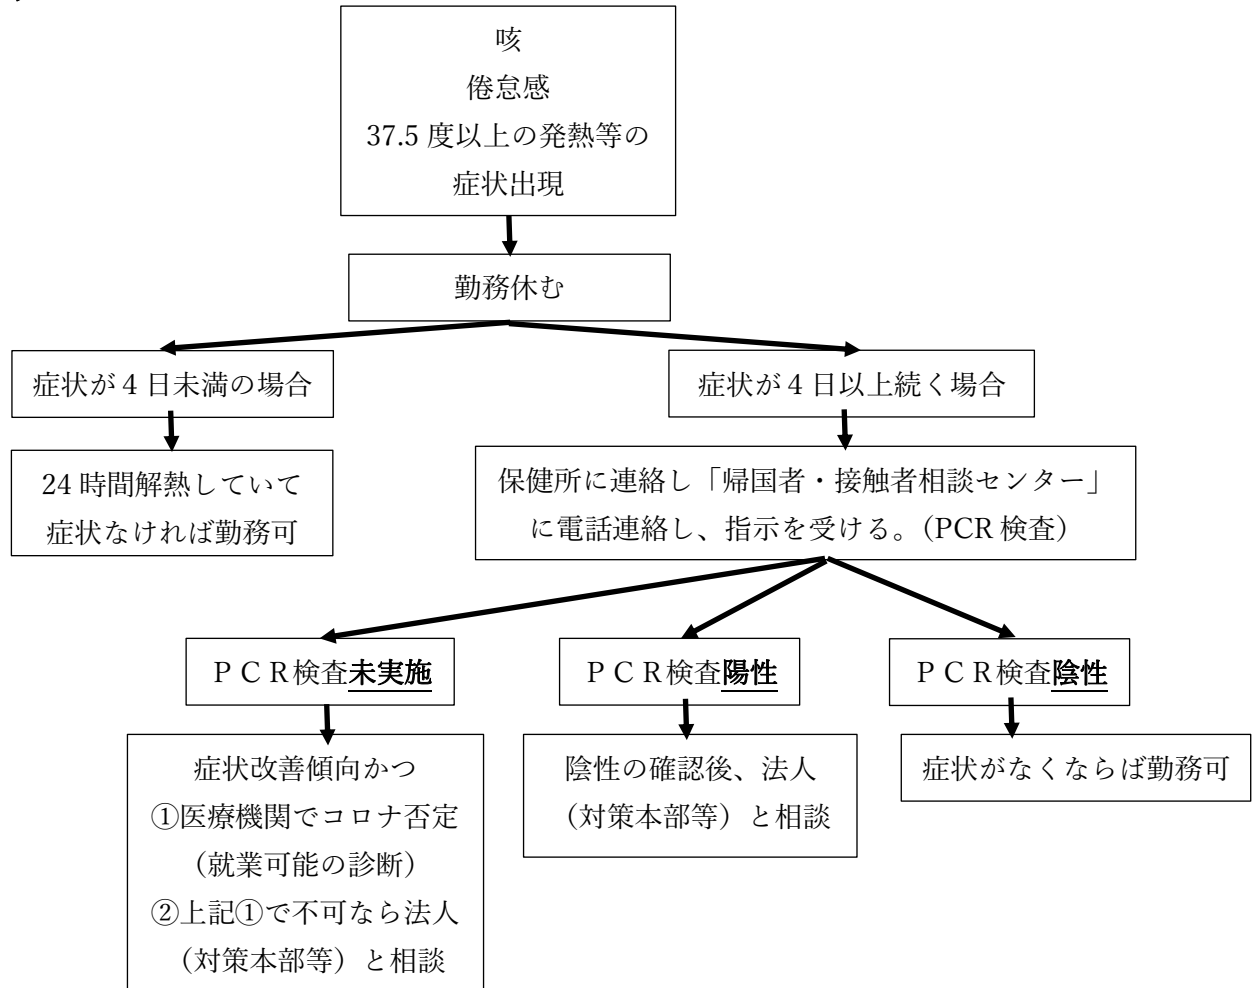 咳
倦怠感
37.5 度以上の発熱等の
症状出現
勤務休む
症状が４日未満の場合
症状が４日以上続く場合
24 時間解熱していて
症状なければ勤務可
保健所に連絡し「帰国者・接触者相談センター」
に電話連絡し、指示を受ける。（PCR 検査）
ＰＣＲ検査未実施
ＰＣＲ検査陽性
ＰＣＲ検査陰性
症状改善傾向かつ
①医療機関でコロナ否定
（就業可能の診断）
②上記①で不可なら法人
（対策本部等）と相談
陰性の確認後、法人
（対策本部等）と相談
症状がなくならば勤務可